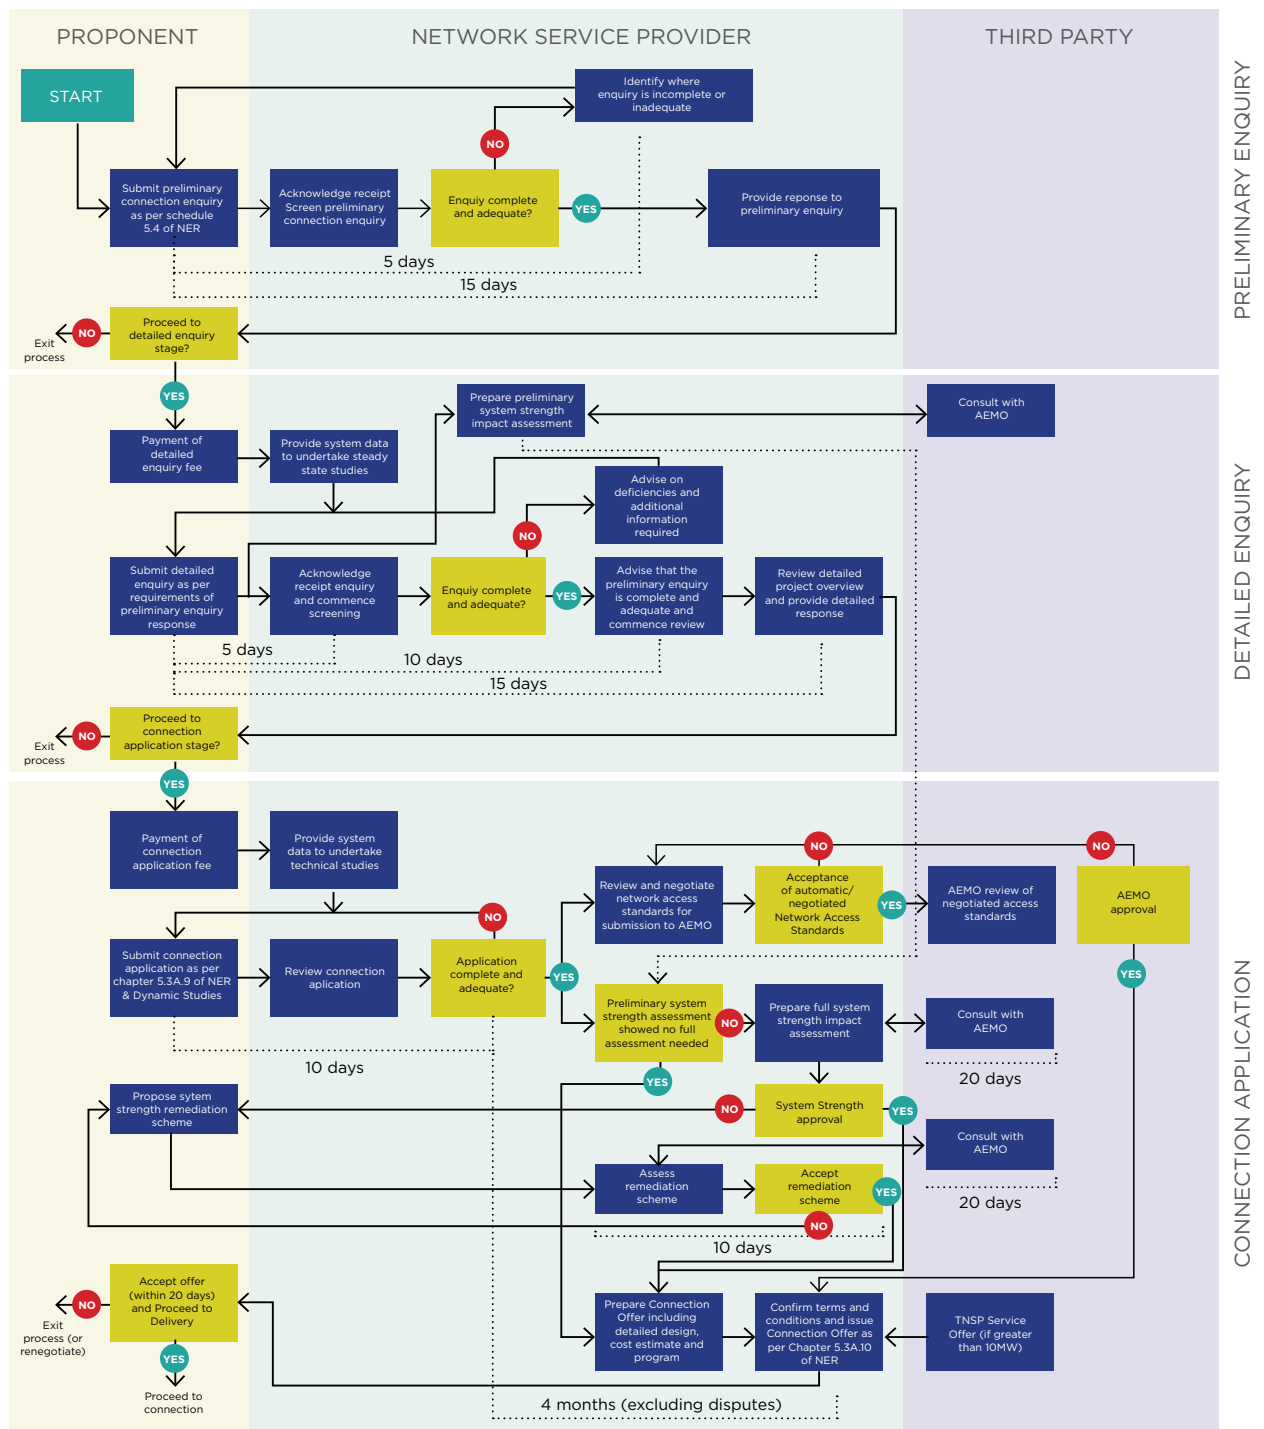 PROPONENT
NETWORK SERVICE PROVIDER
THIRD PARTY
PRELIMINARY ENQUIRY
START
Identify where
enquiry is incomplete or
inadequate
NO
Submit preliminary
connection enquiry
as per schedule
5.4 of NER
Acknowledge receipt
Screen preliminary
connection enquiry
Enquiy complete
and adequate?
YES
Provide reponse to
preliminary enquiry
5 days
15 days
Proceed to
detailed enquiry
stage?
NO
Exit
process
YES
DETAILED ENQUIRY
Prepare preliminary
system strength
impact assessment
Consult with
AEMO
Payment of
detailed
enquiry fee
Provide system data
to undertake steady
state studies
Advise on
deficiencies and
additional
information
required
NO
Submit detailed
enquiry as per
requirements of
preliminary enquiry
response
Acknowledge
receipt enquiry
and commence
screening
Enquiy complete
and adequate?
YES
Advise that the
preliminary enquiry
is complete and
adequate and
commence review
Review detailed
project overview
and provide detailed
response
5 days
10 days
15 days
Proceed to
connection
application stage?
NO
Exit
process
YES
CONNECTION APPLICATION
Payment of
connection
application fee
Provide system
data to undertake
technical studies
NO
NO
Review and negotiate
network access
standards for
submission to AEMO
Acceptance
of automatic/
negotiated
Network Access
Standards
YES
AEMO review of
negotiated access
standards
AEMO
approval
NO
YES
Submit connection
application as per
chapter 5.3A.9 of NER
& Dynamic Studies
Review connection
aplication
Application
complete and
adequate?
YES
Preliminary system
strength assessment
showed no full
assessment needed
NO
Prepare full system
strength impact
assessment
Consult with
AEMO
10 days
20 days
YES
Propose sytem
strength remediation
scheme
NO
System Strength
approval
YES
Consult with
AEMO
Assess
remediation
scheme
Accept
remediation
scheme
YES
20 days
NO
10 days
Accept offer
(within 20 days)
and Proceed to
Delivery
NO
Exit
process (or
renegotiate)
Prepare Connection
Offer including
detailed design,
cost estimate and
program
Confirm terms and
conditions and issue
Connection Offer as
per Chapter 5.3A.10
of NER
TNSP Service
Offer (if greater
than 10MW)
YES
Proceed to
connection
4 months (excluding disputes)